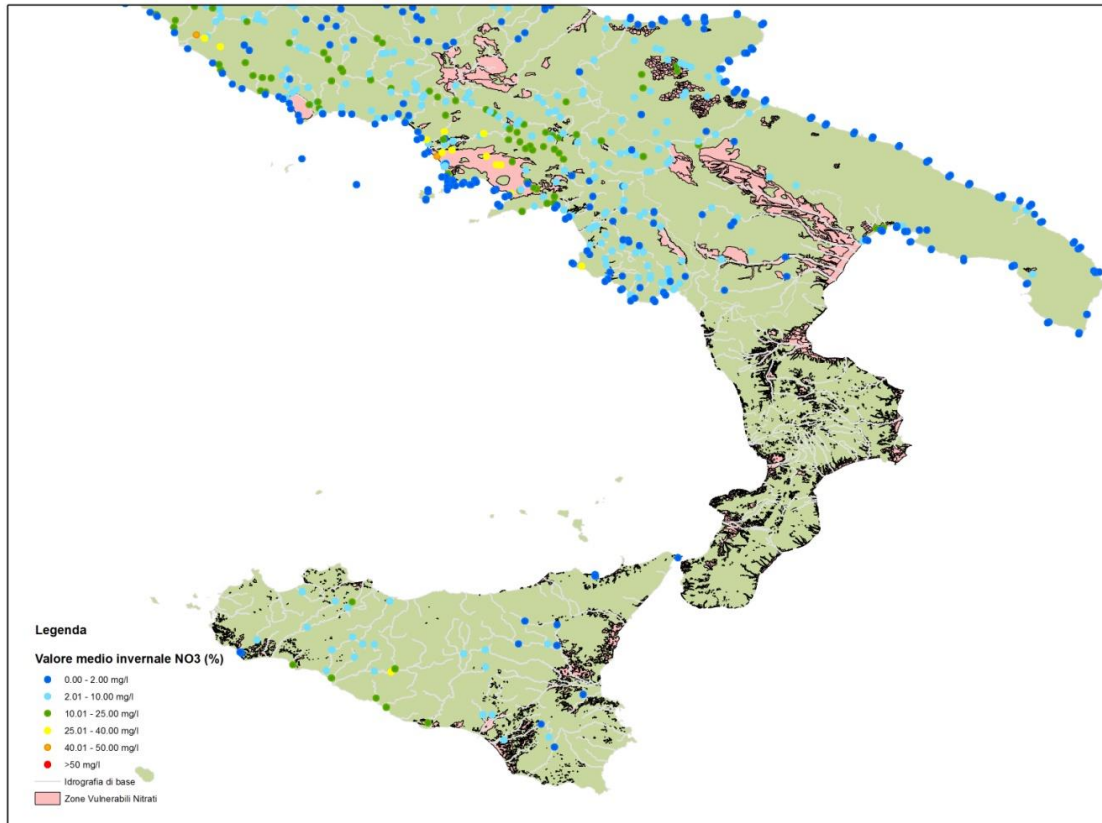 Legenda
Valore medio invernale NO3 (%)
0.00 - 2.00 mg/l
2.01 - 10.00 mg/l
10.01 - 25.00 mg/l
25.01 - 40.00 mg/l
40.01 - 50.00 mg/l
>50 mg/l
Idrografia di base
Zone Vulnerabili Nitrati